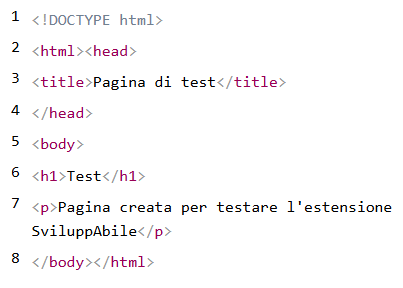 1 <!DOCTYPE html>
2 <html><head>
3 <title>Pagina di test</title>
4 </head>
5 <body>
6 <h1>Test</h1>
7 <p>Pagina creata per testare l'estensione
SviluppAbile</p>
8 </body></html>